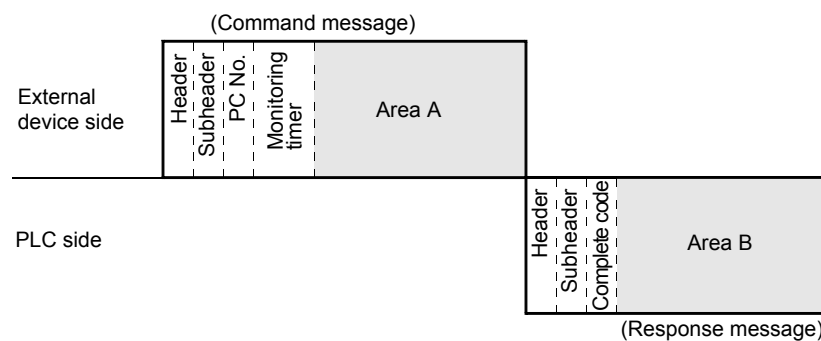 (Command message)
External
device side
Header
Subheader
PC No.
Monitoring
timer
Area A
PLC side
Header
Subheader
Complete code
Area B
(Response message)